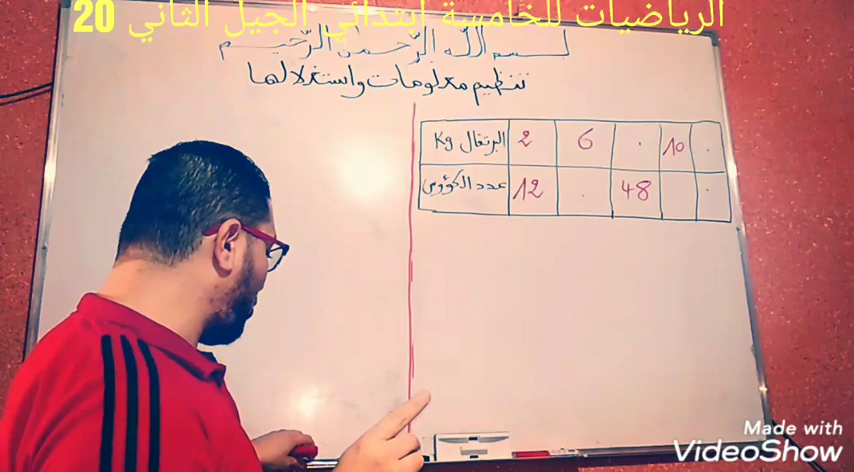 الرياضيات للخامسة ابتدائي الجيل الثاني 20
بسم الله الرحمن الرحيم
تنظيم معلومات واستغلالها
البرتقال Kg 2 6 . 10 .
عدد الكؤوس 12 . 48 .
Made with
VideoShow